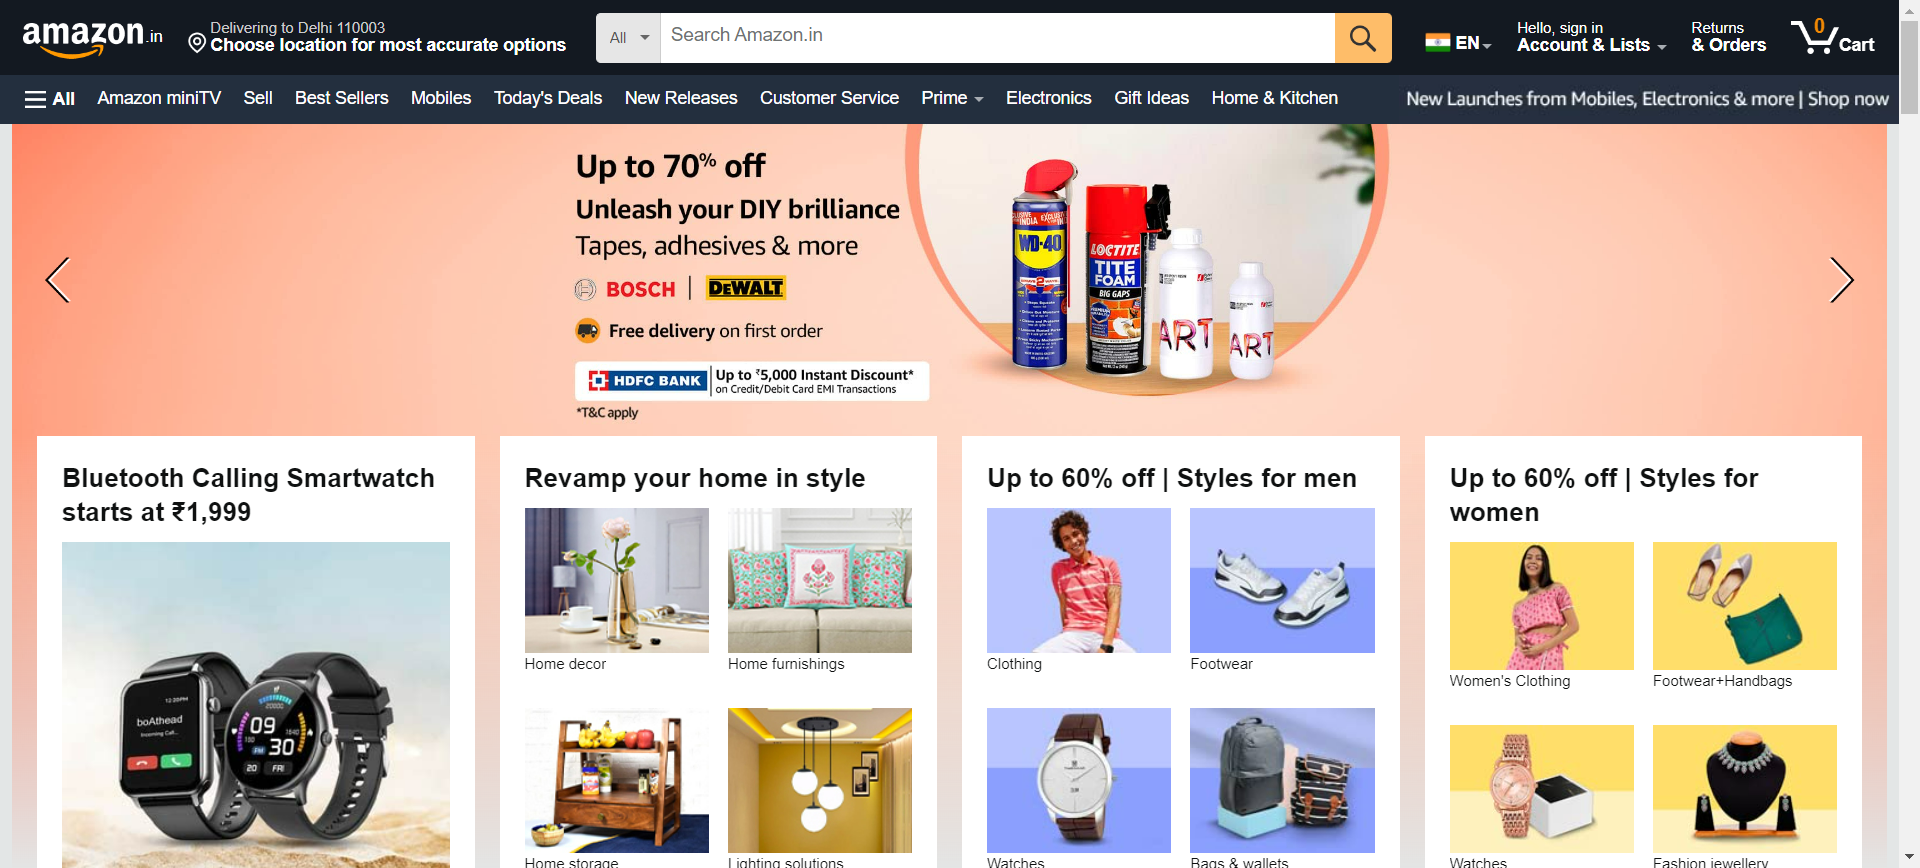 amazon.in
Delivering to Delhi 110003
Choose location for most accurate options
All
Search Amazon.in
EN
Hello, sign in
Account & Lists
Returns
& Orders
0
Cart
All
Amazon miniTV
Sell
Best Sellers
Mobiles
Today's Deals
New Releases
Customer Service
Prime
Electronics
Gift Ideas
Home & Kitchen
New Launches from Mobiles, Electronics & more | Shop now
Up to 70% off
Unleash your DIY brilliance
Tapes, adhesives & more
BOSCH | DEWALT
Free delivery on first order
HDFC BANK
Up to ₹5,000 Instant Discount*
on Credit/Debit Card EMI Transactions
*T&C apply
WD-40
LOCTITE
TITE
FOAM
BIG GAPS
ART
ART
Bluetooth Calling Smartwatch
starts at ₹1,999
12:35PM
boAthead
Incoming Call...
09
30
PM
20
FRI
Revamp your home in style
Home decor
Home furnishings
Home storage
Lighting solutions
Up to 60% off | Styles for men
Clothing
Footwear
Watches
Bags & wallets
Up to 60% off | Styles for
women
Women's Clothing
Footwear+Handbags
Watches
Fashion jewellery